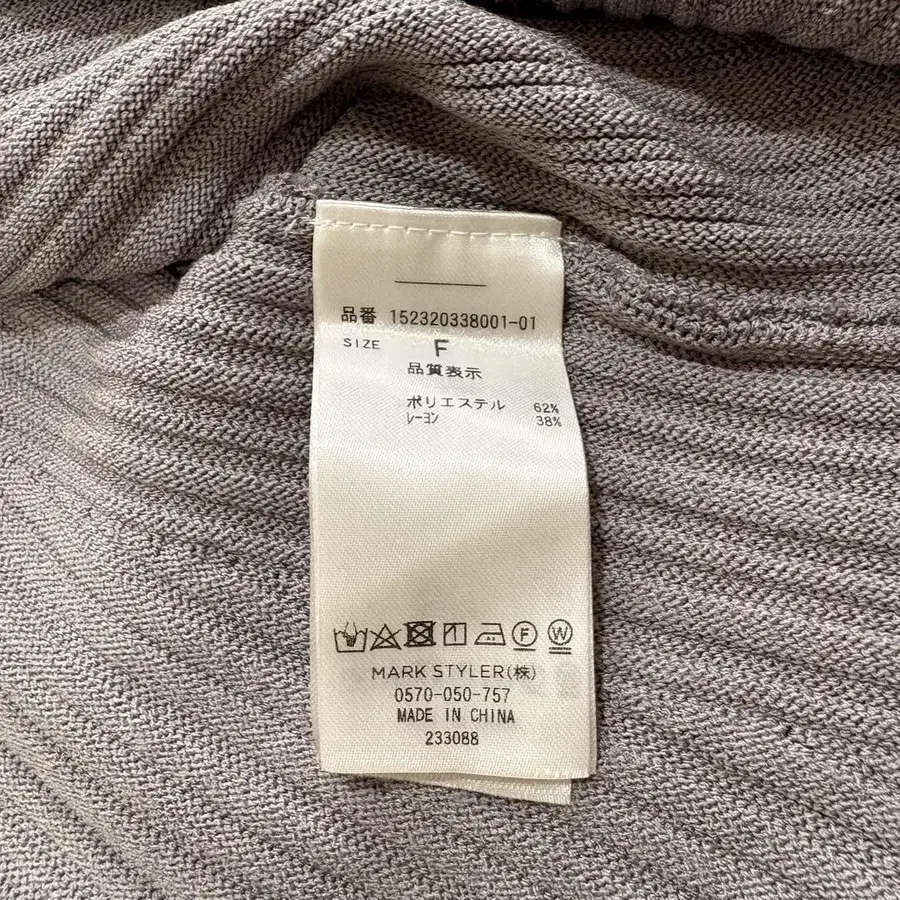 品番 152320338001-01
SIZE F
品質表示
ポリエステル 62%
レーヨン 38%
F W
MARK STYLER(株)
0570-050-757
MADE IN CHINA
233088